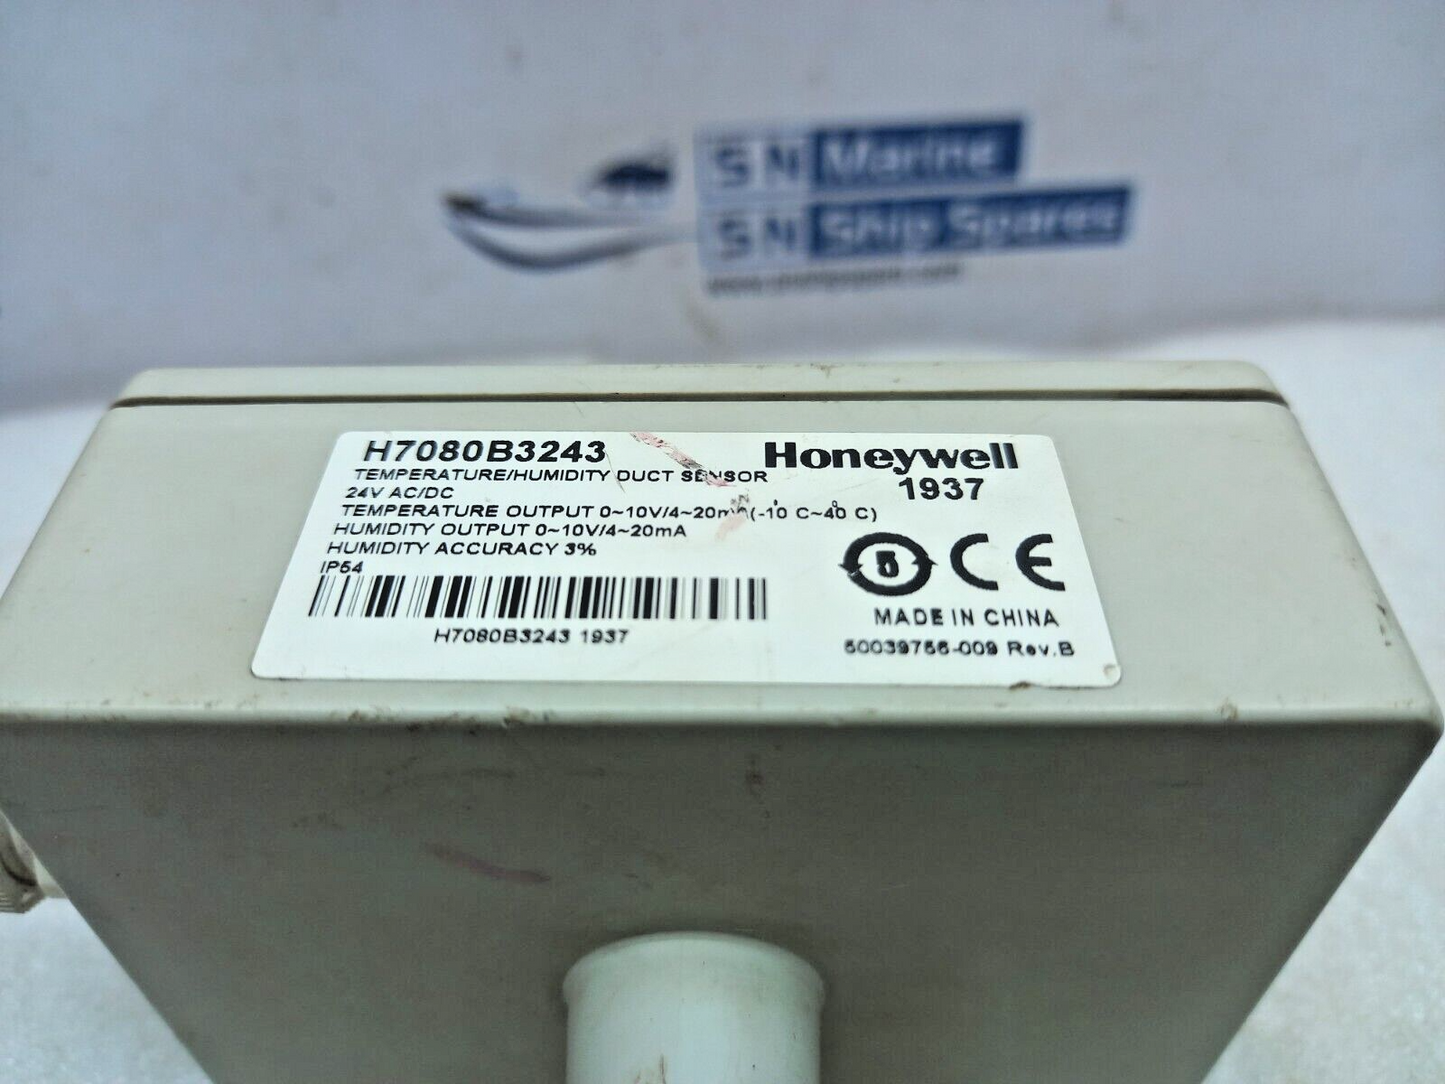 SN Marine
SN Ship Spares
H7080B3243
Honeywell
TEMPERATURE/HUMIDITY DUCT SENSOR
1937
24V AC/DC
TEMPERATURE OUTPUT 0~10V/4~20mA(-10°C~40°C)
HUMIDITY OUTPUT 0~10V/4~20mA
HUMIDITY ACCURACY 3%
IP54
5
CE
MADE IN CHINA
H7080B3243 1937
50039756-009 Rev.B